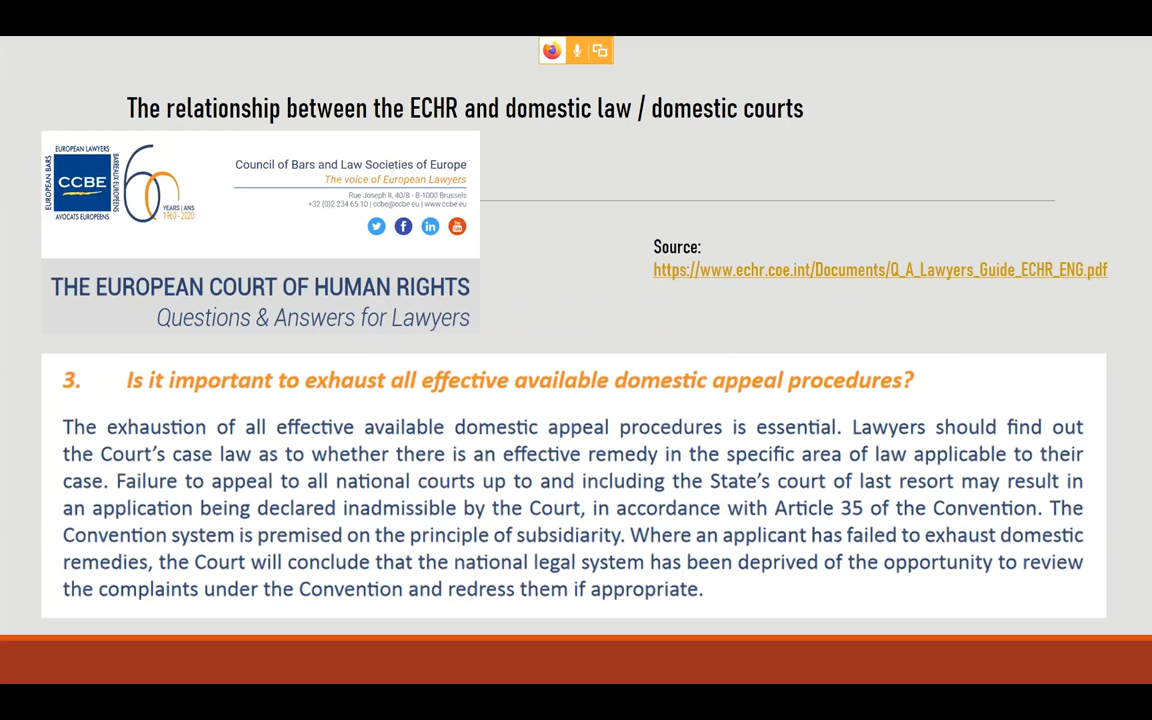 The relationship between the ECHR and domestic law / domestic courts
EUROPEAN LAWYERS
EUROPEAN BARS
CCBE
BARREAUX EUROPEENS
AVOCATS EUROPEENS
60
YEARS | ANS
1960 - 2020
Council of Bars and Law Societies of Europe
The voice of European Lawyers
Rue Joseph II, 40/8 - B-1000 Brussels
+32 (0)2 234 65 10 | ccbe@ccbe.eu | www.ccbe.eu
THE EUROPEAN COURT OF HUMAN RIGHTS
Questions & Answers for Lawyers
Source:
https://www.echr.coe.int/Documents/Q_A_Lawyers_Guide_ECHR_ENG.pdf
3. Is it important to exhaust all effective available domestic appeal procedures?
The exhaustion of all effective available domestic appeal procedures is essential. Lawyers should find out
the Court's case law as to whether there is an effective remedy in the specific area of law applicable to their
case. Failure to appeal to all national courts up to and including the State's court of last resort may result in
an application being declared inadmissible by the Court, in accordance with Article 35 of the Convention. The
Convention system is premised on the principle of subsidiarity. Where an applicant has failed to exhaust domestic
remedies, the Court will conclude that the national legal system has been deprived of the opportunity to review
the complaints under the Convention and redress them if appropriate.